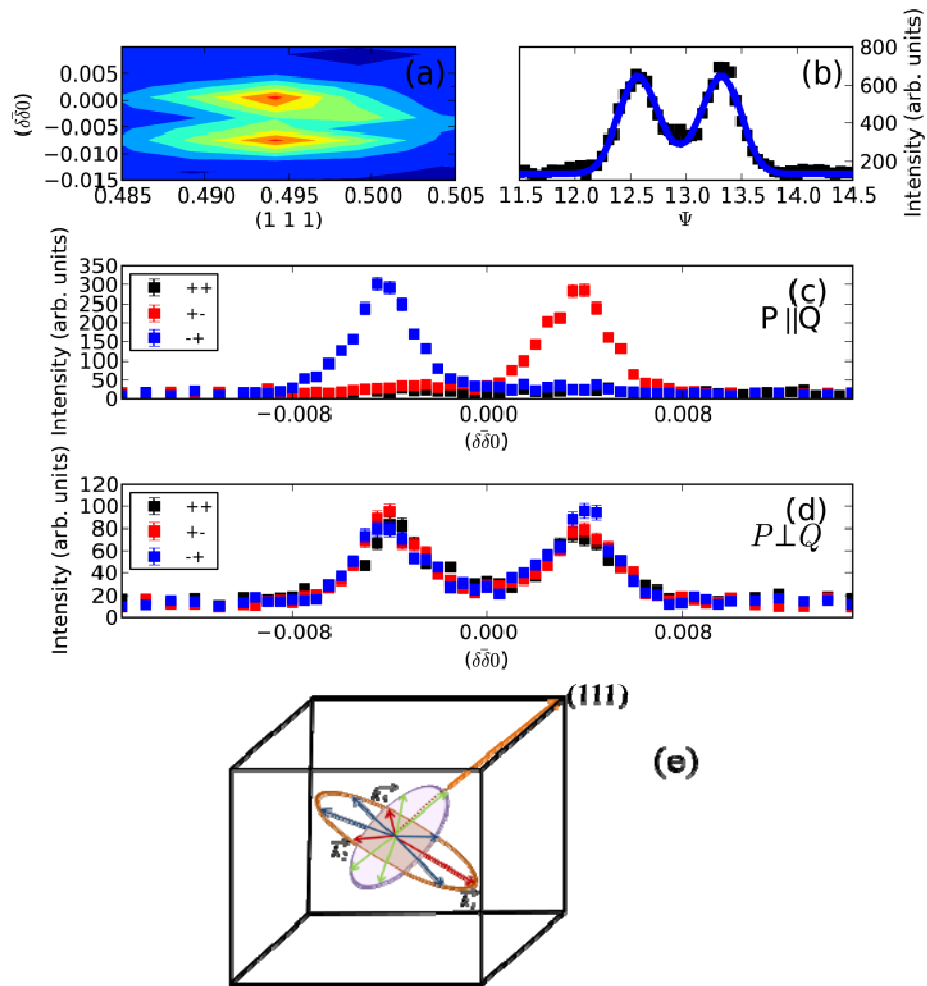 (a)
(δδ̄0)
0.005
0.000
−0.005
−0.010
−0.015
0.485 0.490 0.495 0.500 0.505
(1 1 1)
(b)
800
600
400
200
Intensity (arb. units)
11.5 12.0 12.5 13.0 13.5 14.0 14.5
Ψ
(c)
P∥Q
++
+-
-+
350
300
250
200
150
100
50
0
Intensity (arb. units)
−0.008 0.000 0.008
(δδ̄0)
(d)
P⊥Q
++
+-
-+
120
100
80
60
40
20
0
Intensity (arb. units)
−0.008 0.000 0.008
(δδ̄0)
(111)
(e)